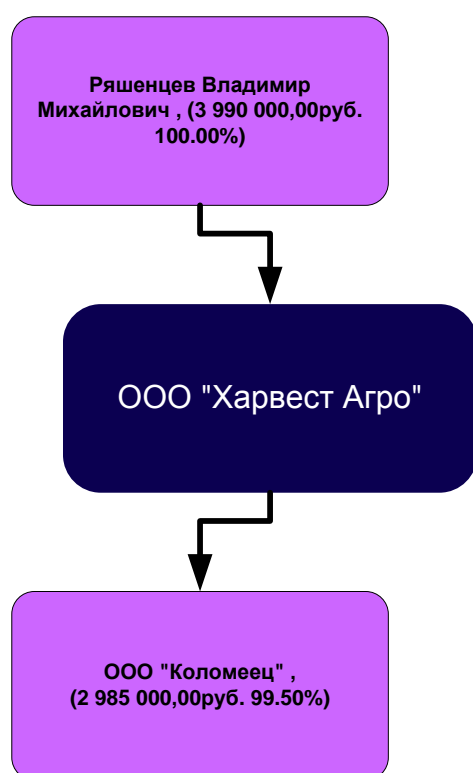 Ряшенцев Владимир
Михайлович , (3 990 000,00руб.
100.00%)
ООО "Харвест Агро"
ООО "Коломеец" ,
(2 985 000,00руб. 99.50%)